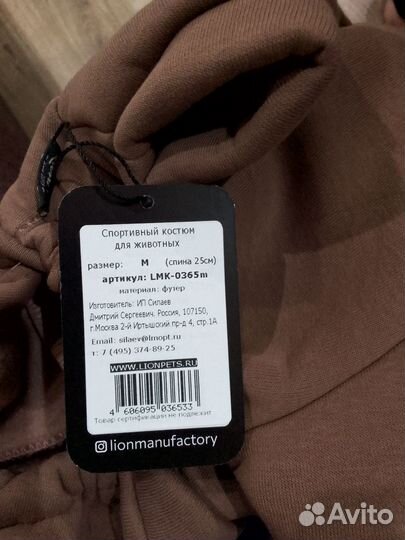 Спортивный костюм
для животных
размер: M (спина 25см)
артикул: LMK-0365m
материал: футер
Изготовитель: ИП Силаев
Дмитрий Сергеевич. Россия, 107150,
г.Москва 2-й Иртышский пр-д 4, стр.1А
Email: silaev@lmopt.ru
т: 7 (495) 374-89-25
WWW.LIONPETS.RU
4 606095 036533
Товар сертификации не подлежит
lionmanufactory
Avito